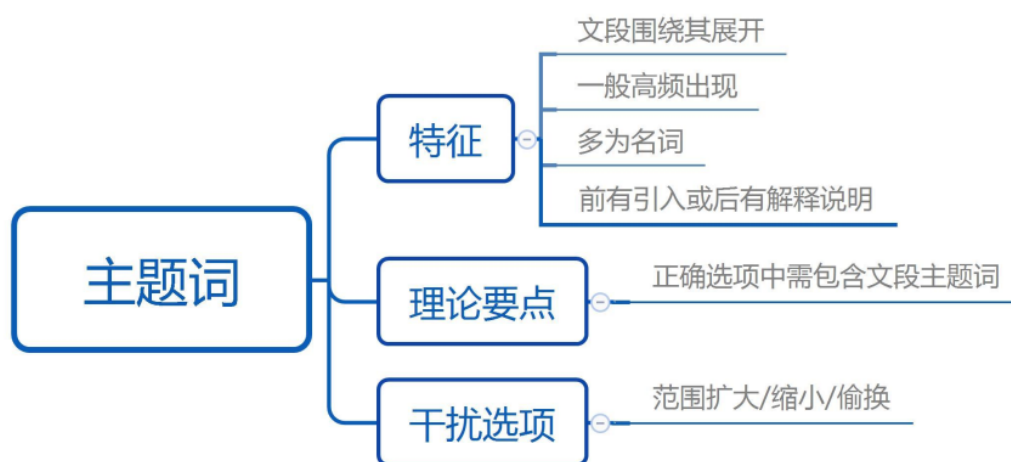 主题词
特征
文段围绕其展开
一般高频出现
多为名词
前有引入或后有解释说明
理论要点
正确选项中需包含文段主题词
干扰选项
范围扩大/缩小/偷换